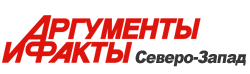 АРГУМЕНТЫ
И ФАКТЫ Северо-Запад